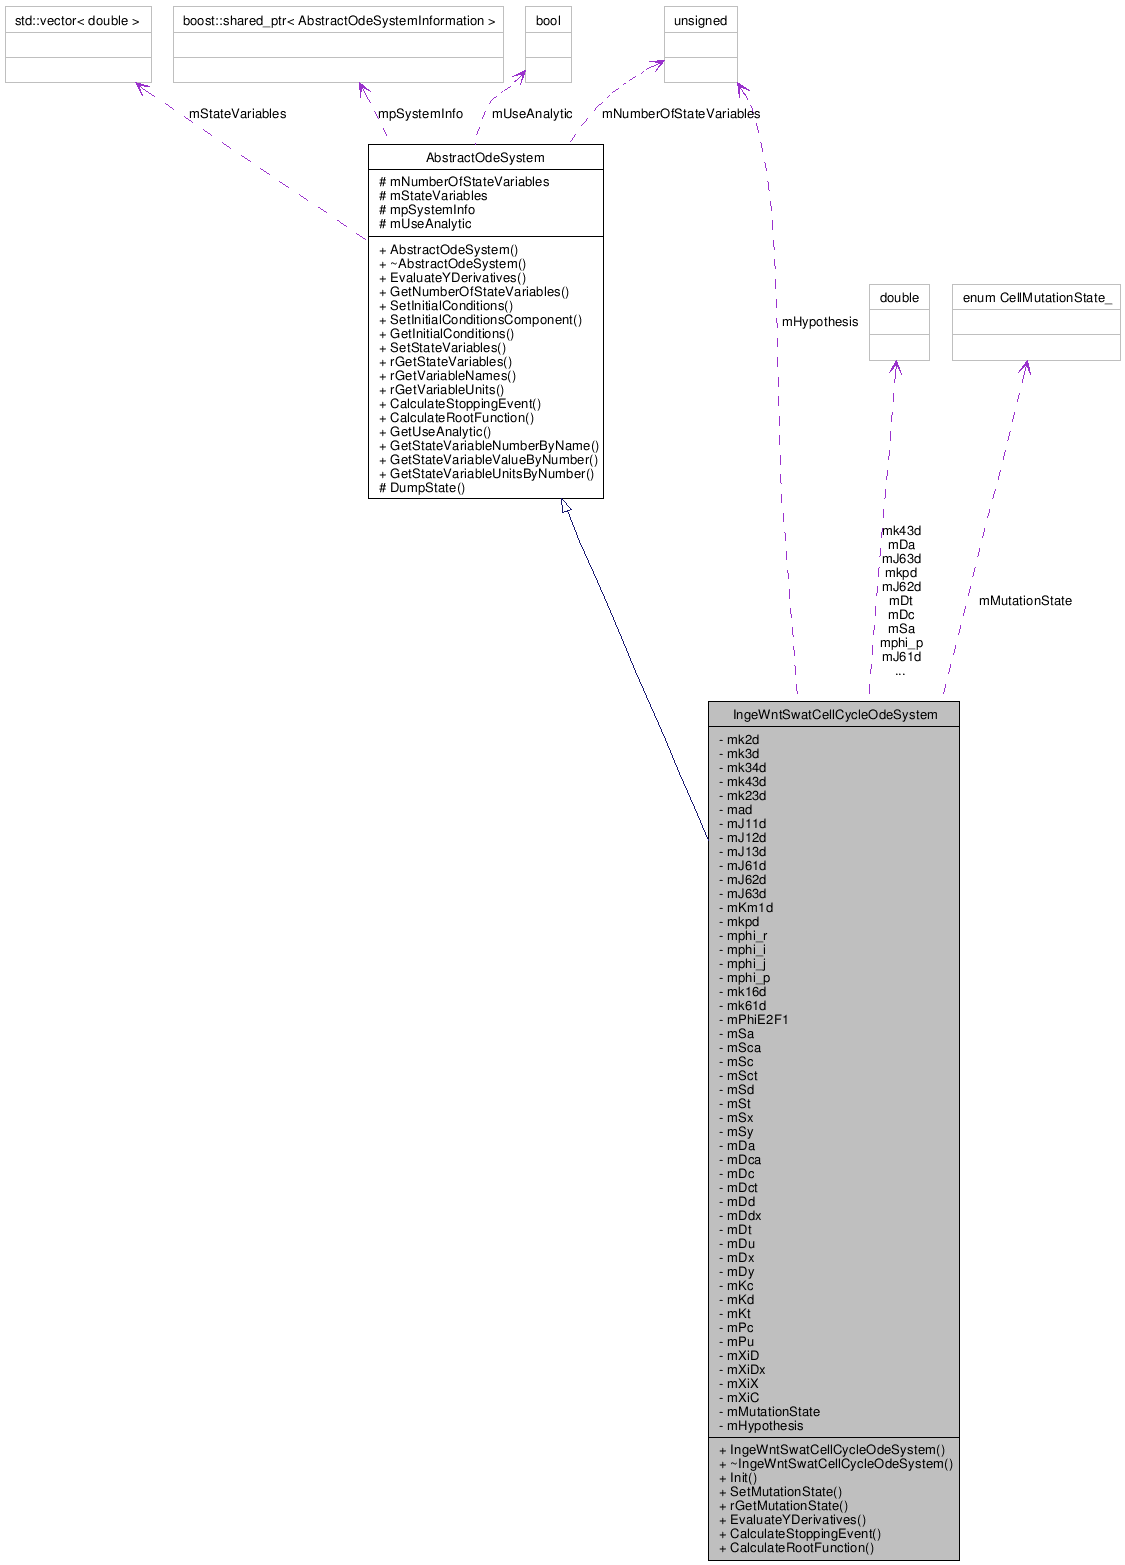 std::vector< double >
boost::shared_ptr< AbstractOdeSystemInformation >
bool
unsigned
mStateVariables
mpSystemInfo
mUseAnalytic
mNumberOfStateVariables
AbstractOdeSystem
# mNumberOfStateVariables
# mStateVariables
# mpSystemInfo
# mUseAnalytic
+ AbstractOdeSystem()
+ ~AbstractOdeSystem()
+ EvaluateYDerivatives()
+ GetNumberOfStateVariables()
+ SetInitialConditions()
+ SetInitialConditionsComponent()
+ GetInitialConditions()
+ SetStateVariables()
+ rGetStateVariables()
+ rGetVariableNames()
+ rGetVariableUnits()
+ CalculateStoppingEvent()
+ CalculateRootFunction()
+ GetUseAnalytic()
+ GetStateVariableNumberByName()
+ GetStateVariableValueByNumber()
+ GetStateVariableUnitsByNumber()
# DumpState()
double
enum CellMutationState_
mHypothesis
mk43d
mDa
mJ63d
mkpd
mJ62d
mDt
mDc
mSa
mphi_p
mJ61d
...
mMutationState
IngeWntSwatCellCycleOdeSystem
- mk2d
- mk3d
- mk34d
- mk43d
- mk23d
- mad
- mJ11d
- mJ12d
- mJ13d
- mJ61d
- mJ62d
- mJ63d
- mKm1d
- mkpd
- mphi_r
- mphi_i
- mphi_j
- mphi_p
- mk16d
- mk61d
- mPhiE2F1
- mSa
- mSca
- mSc
- mSct
- mSd
- mSt
- mSx
- mSy
- mDa
- mDca
- mDc
- mDct
- mDd
- mDdx
- mDt
- mDu
- mDx
- mDy
- mKc
- mKd
- mKt
- mPc
- mPu
- mXiD
- mXiDx
- mXiX
- mXiC
- mMutationState
- mHypothesis
+ IngeWntSwatCellCycleOdeSystem()
+ ~IngeWntSwatCellCycleOdeSystem()
+ Init()
+ SetMutationState()
+ rGetMutationState()
+ EvaluateYDerivatives()
+ CalculateStoppingEvent()
+ CalculateRootFunction()